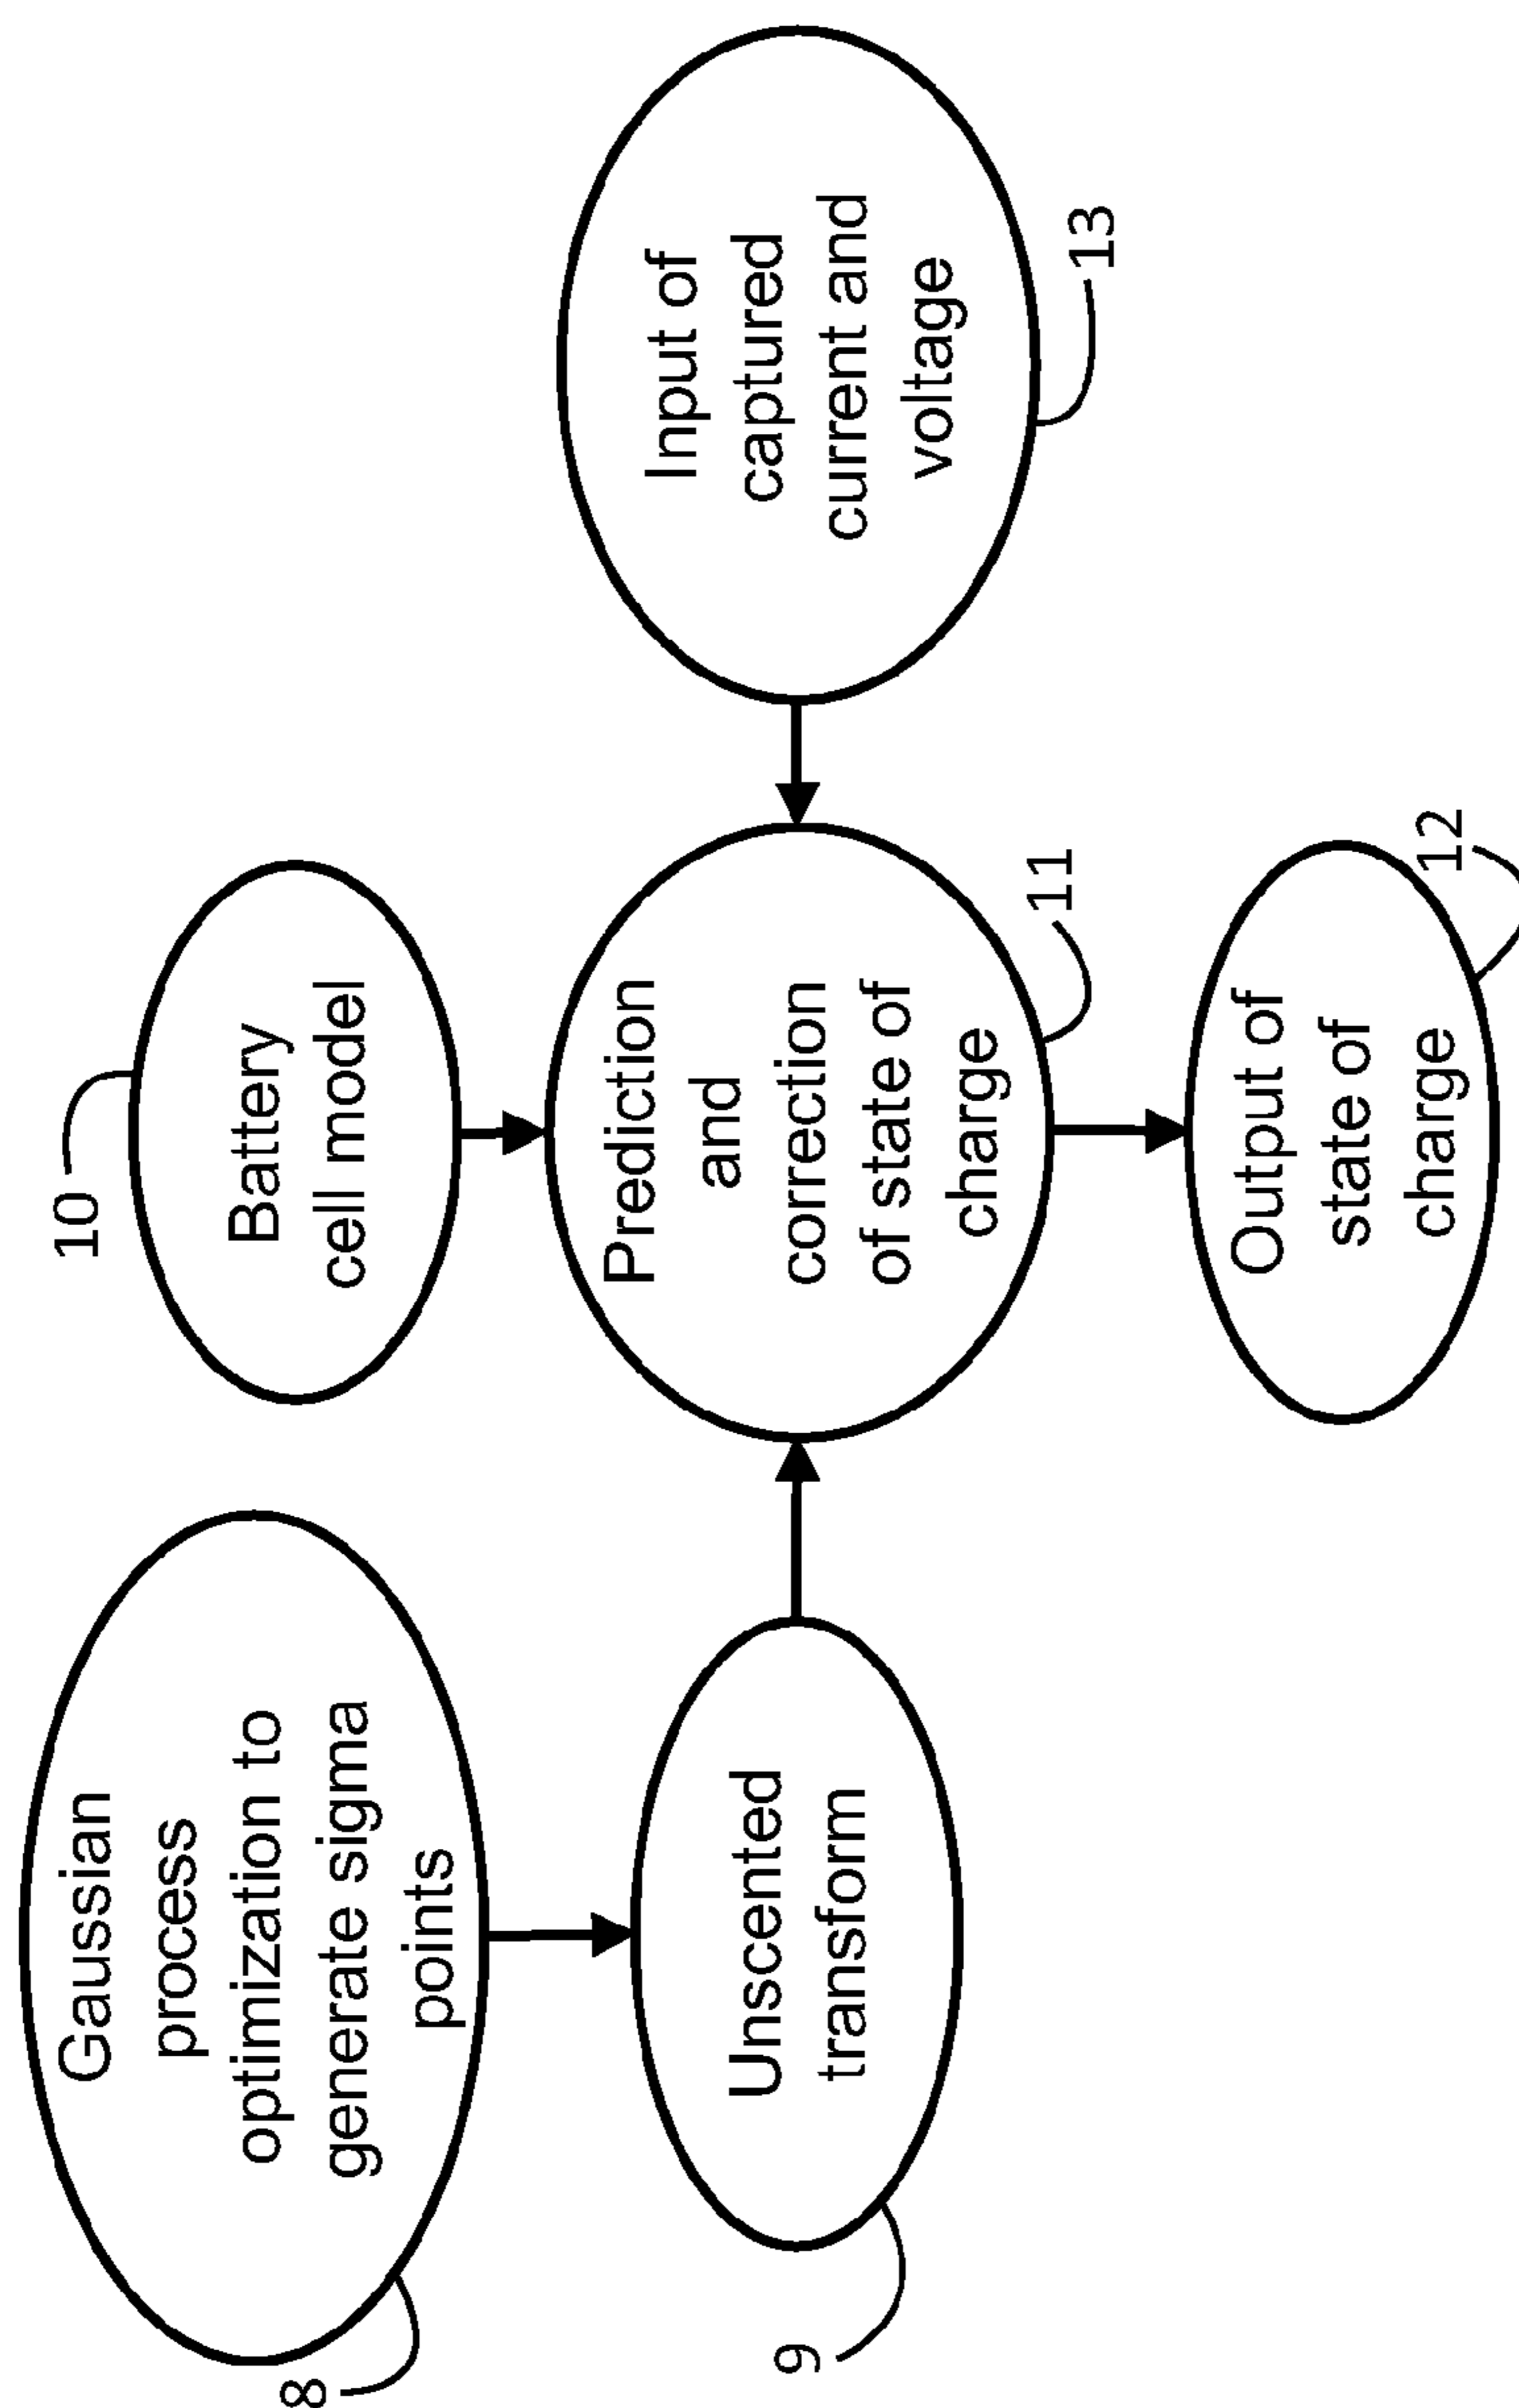 8
Gaussian
process
optimization to
generate sigma
points
10
Battery
cell model
9
Unscented
transform
Prediction
and
correction
of state of
charge
11
Input of
captured
current and
voltage
13
Output of
state of
charge
12